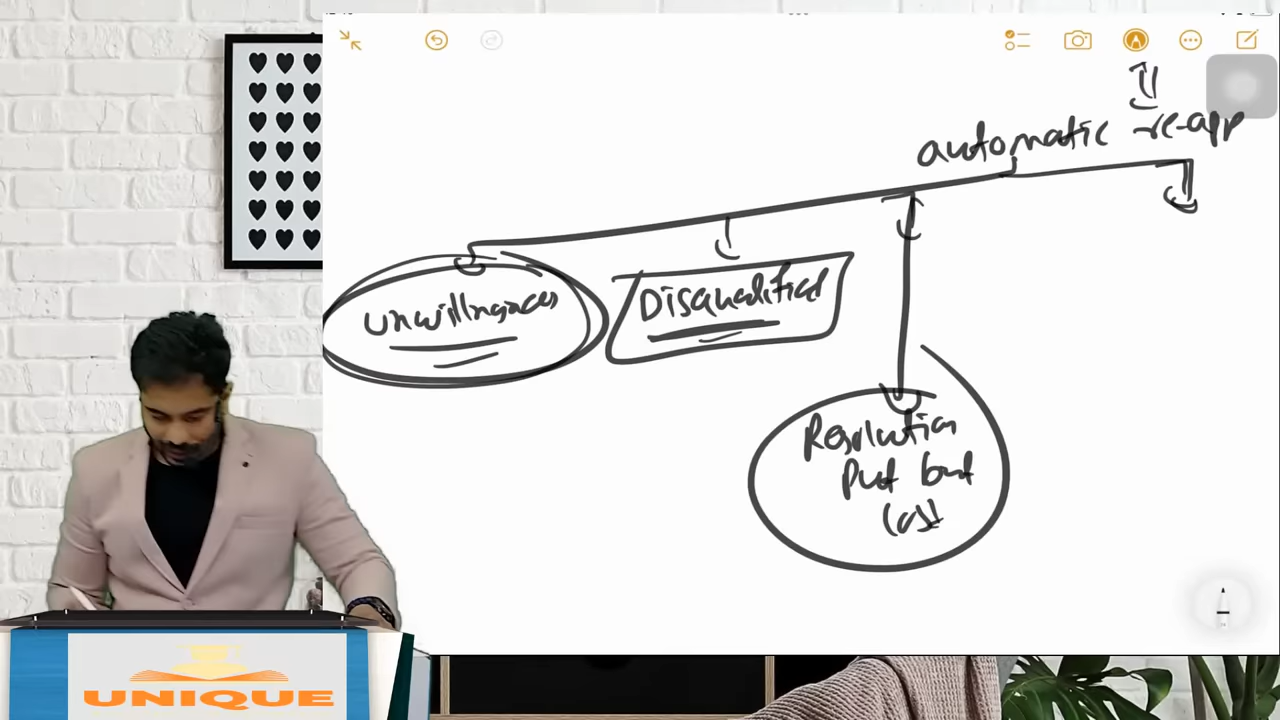 automatic re-app
unwillingness
Disqualified
Resolution
Put but
lost
UNIQUE